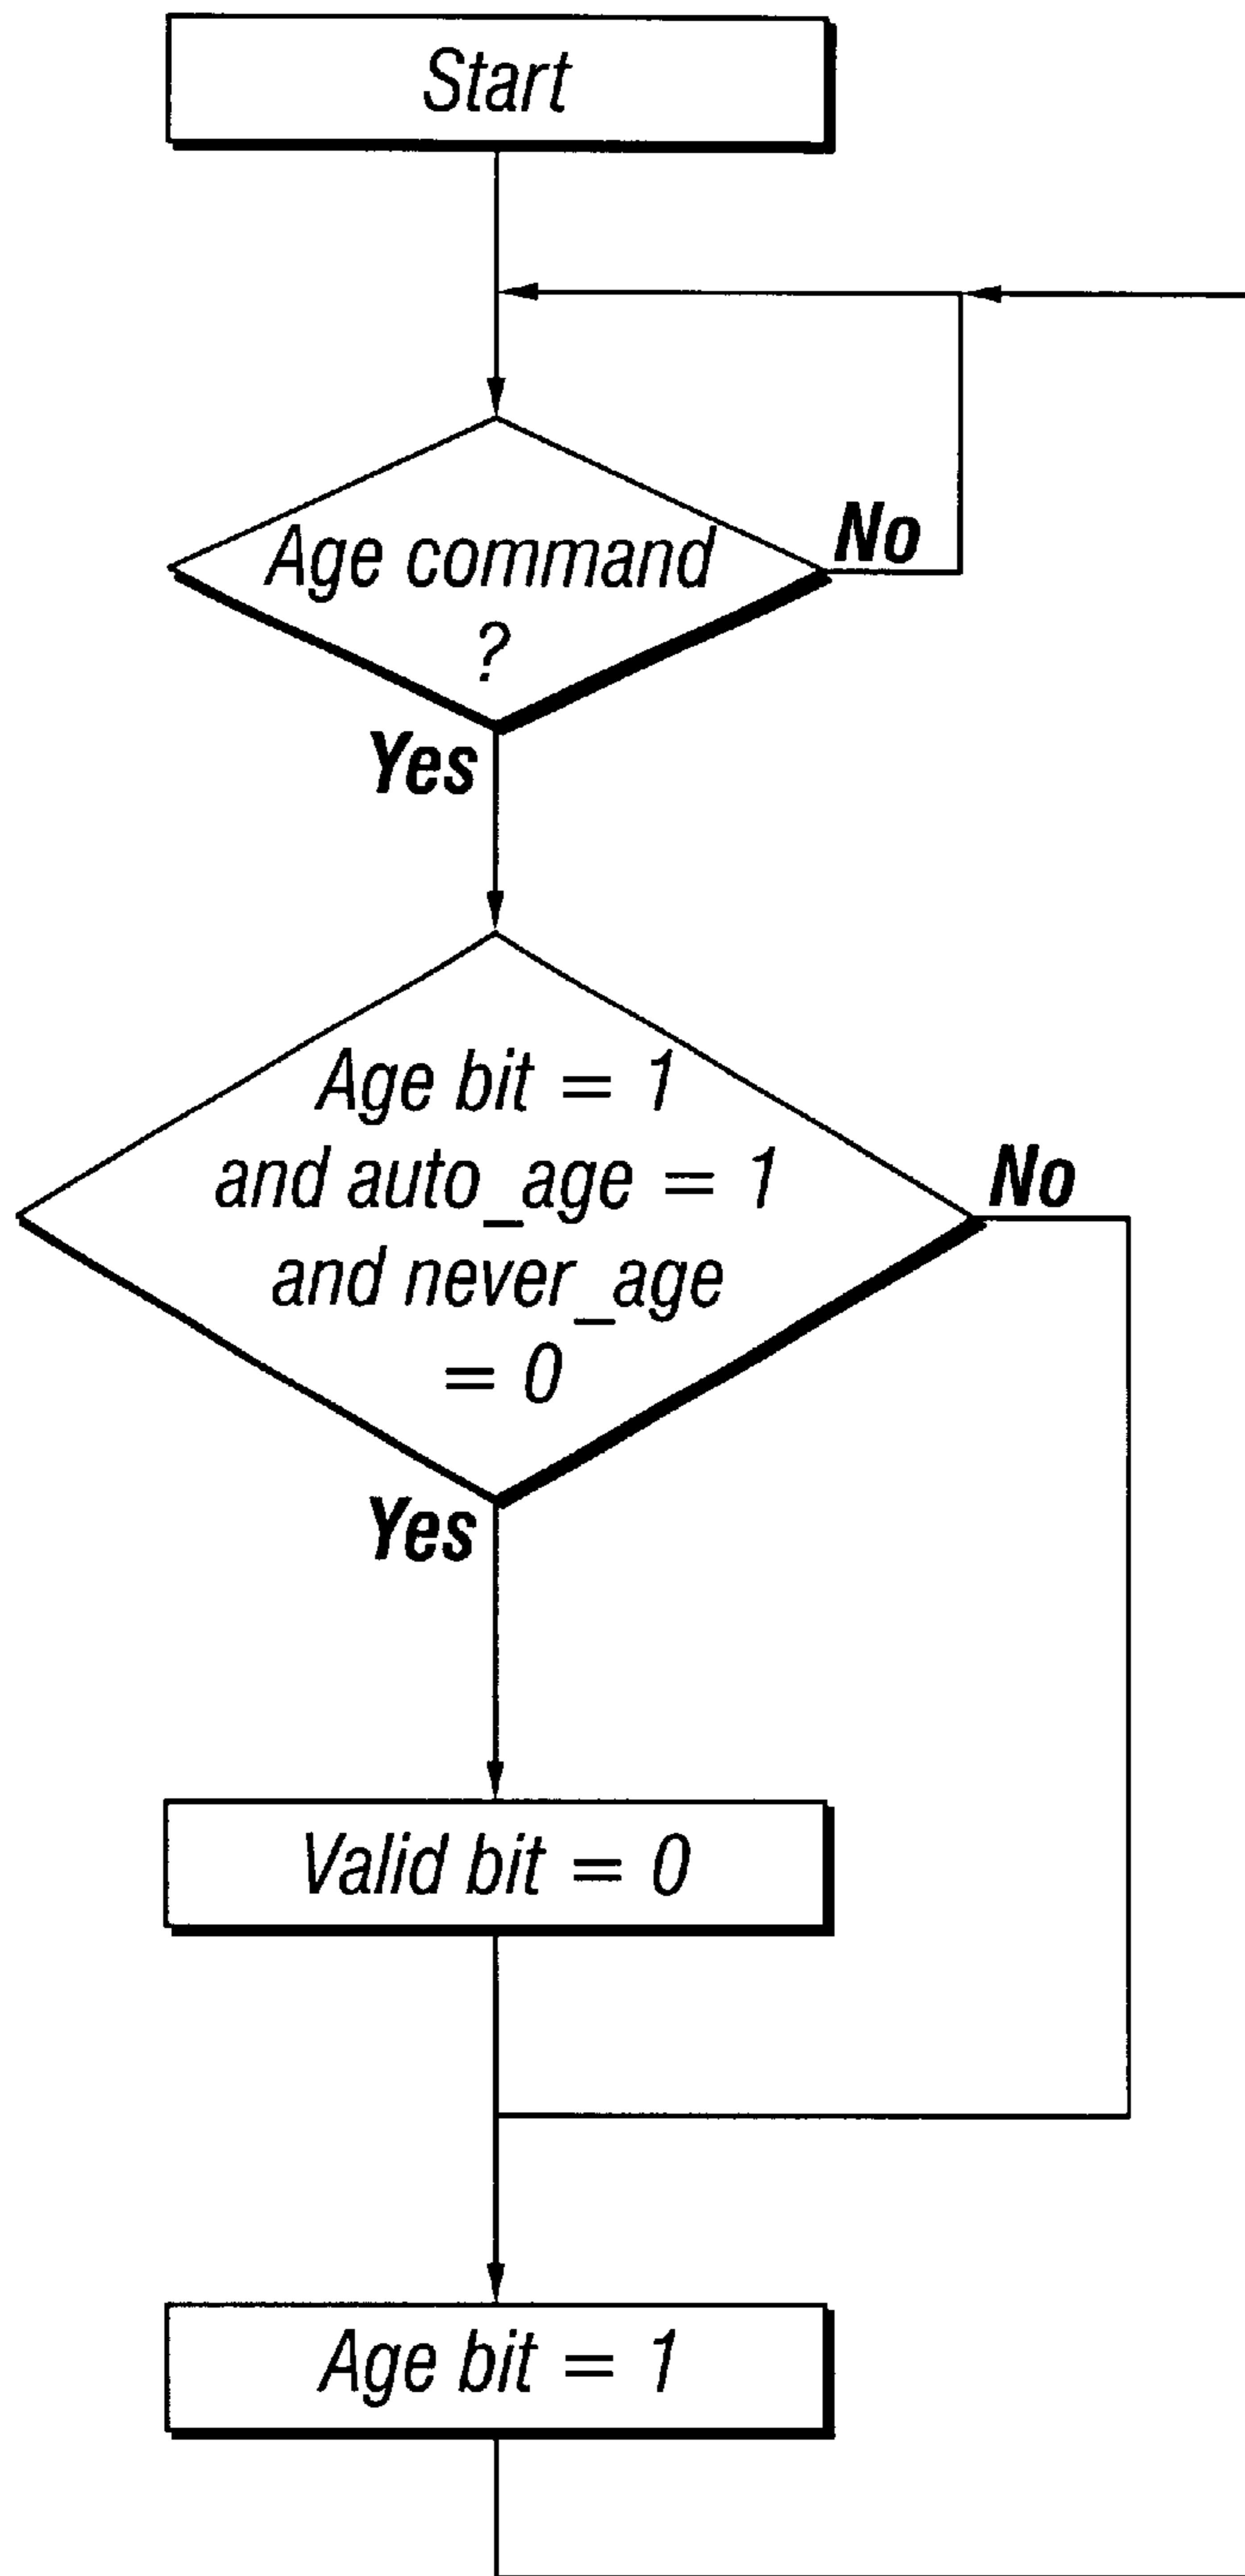 Start
Age command
?
No
Yes
Age bit = 1
and auto_age = 1
and never_age
= 0
No
Yes
Valid bit = 0
Age bit = 1